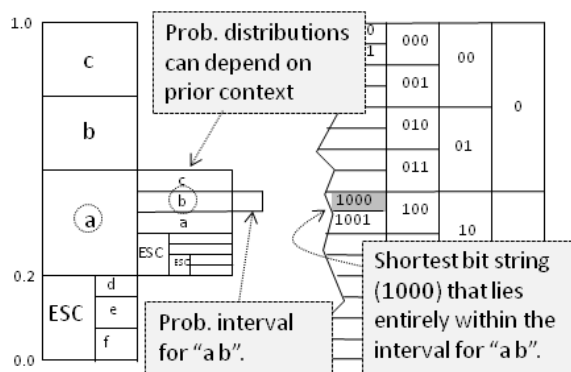 1.0
c
b
a
0.2
ESC
d
e
f
0.0
Prob. distributions
can depend on
prior context
c
b
a
ESC
ESC
Prob. interval
for “a b”.
000
001
010
011
1000
1001
100
00
01
10
0
Shortest bit string
(1000) that lies
entirely within the
interval for “a b”.